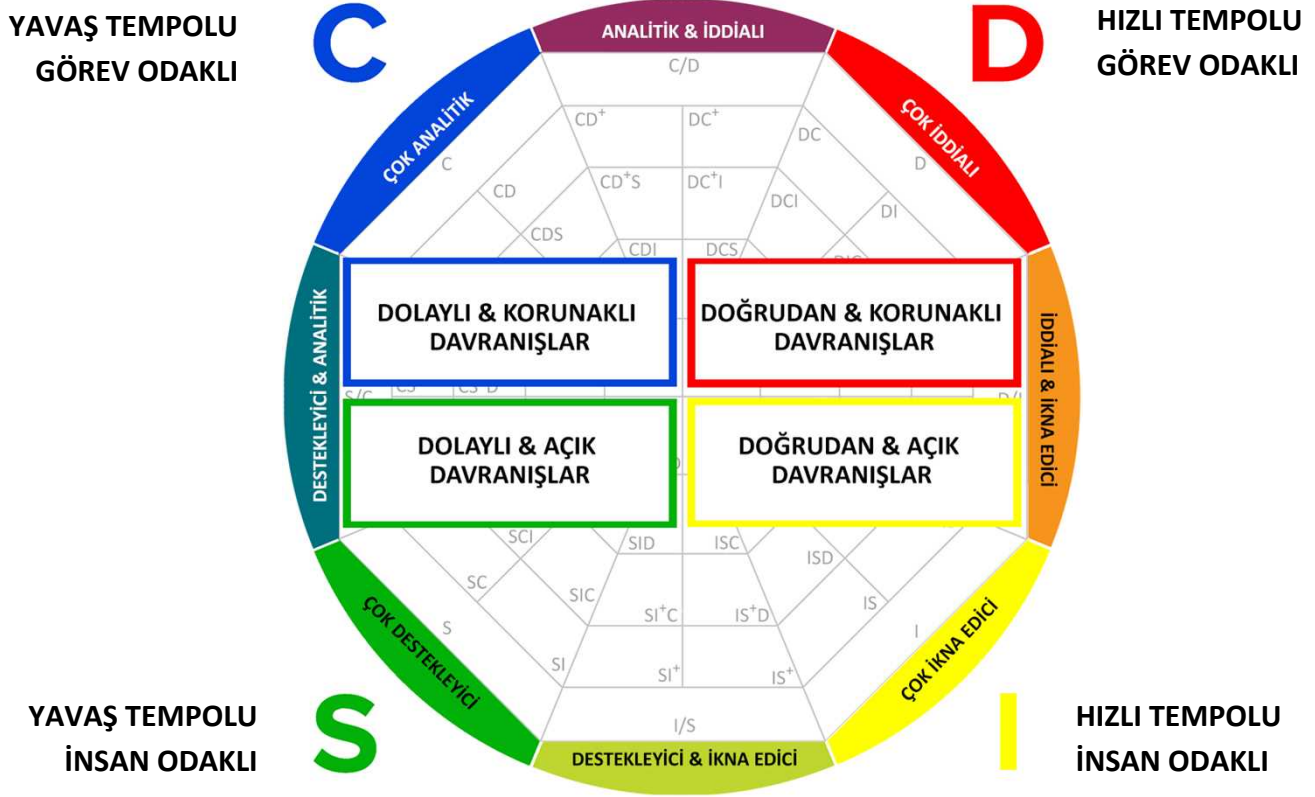 YAVAŞ TEMPOLU
GÖREV ODAKLI
C
D
HIZLI TEMPOLU
GÖREV ODAKLI
ANALİTİK & İDDİALI
C/D
ÇOK ANALİTİK
ÇOK İDDİALI
CD⁺
DC⁺
DC
C
D
CD
CD⁺S
DC⁺I
DCI
DI
CDS
CDI
DCS
DESTEKLEYİCİ & ANALİTİK
DOLAYLI & KORUNAKLI
DAVRANIŞLAR
DOĞRUDAN & KORUNAKLI
DAVRANIŞLAR
İDDİALI & İKNA EDİCİ
S/C
DOLAYLI & AÇIK
DAVRANIŞLAR
DOĞRUDAN & AÇIK
DAVRANIŞLAR
SCI
SID
ISC
ISD
SC
SIC
SI⁺C
IS⁺D
IS
S
I
SI
SI⁺
IS⁺
ÇOK DESTEKLEYİCİ
ÇOK İKNA EDİCİ
I/S
DESTEKLEYİCİ & İKNA EDİCİ
YAVAŞ TEMPOLU
İNSAN ODAKLI
S
I
HIZLI TEMPOLU
İNSAN ODAKLI